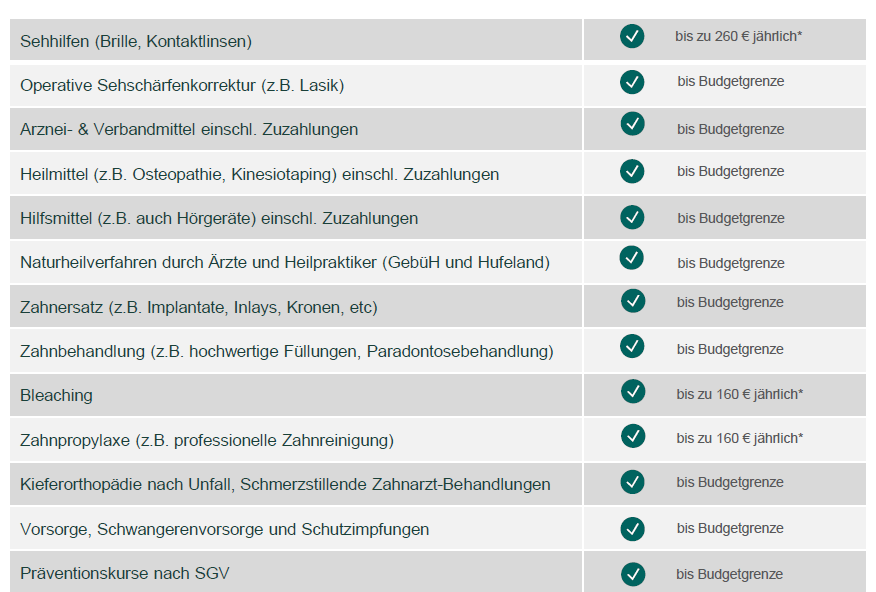 Sehhilfen (Brille, Kontaktlinsen) bis zu 260 € jährlich*
Operative Sehschärfenkorrektur (z.B. Lasik) bis Budgetgrenze
Arznei- & Verbandmittel einschl. Zuzahlungen bis Budgetgrenze
Heilmittel (z.B. Osteopathie, Kinesiotaping) einschl. Zuzahlungen bis Budgetgrenze
Hilfsmittel (z.B. auch Hörgeräte) einschl. Zuzahlungen bis Budgetgrenze
Naturheilverfahren durch Ärzte und Heilpraktiker (GebüH und Hufeland) bis Budgetgrenze
Zahnersatz (z.B. Implantate, Inlays, Kronen, etc) bis Budgetgrenze
Zahnbehandlung (z.B. hochwertige Füllungen, Paradontosebehandlung) bis Budgetgrenze
Bleaching bis zu 160 € jährlich*
Zahnpropylaxe (z.B. professionelle Zahnreinigung) bis zu 160 € jährlich*
Kieferorthopädie nach Unfall, Schmerzstillende Zahnarzt-Behandlungen bis Budgetgrenze
Vorsorge, Schwangerenvorsorge und Schutzimpfungen bis Budgetgrenze
Präventionskurse nach SGV bis Budgetgrenze